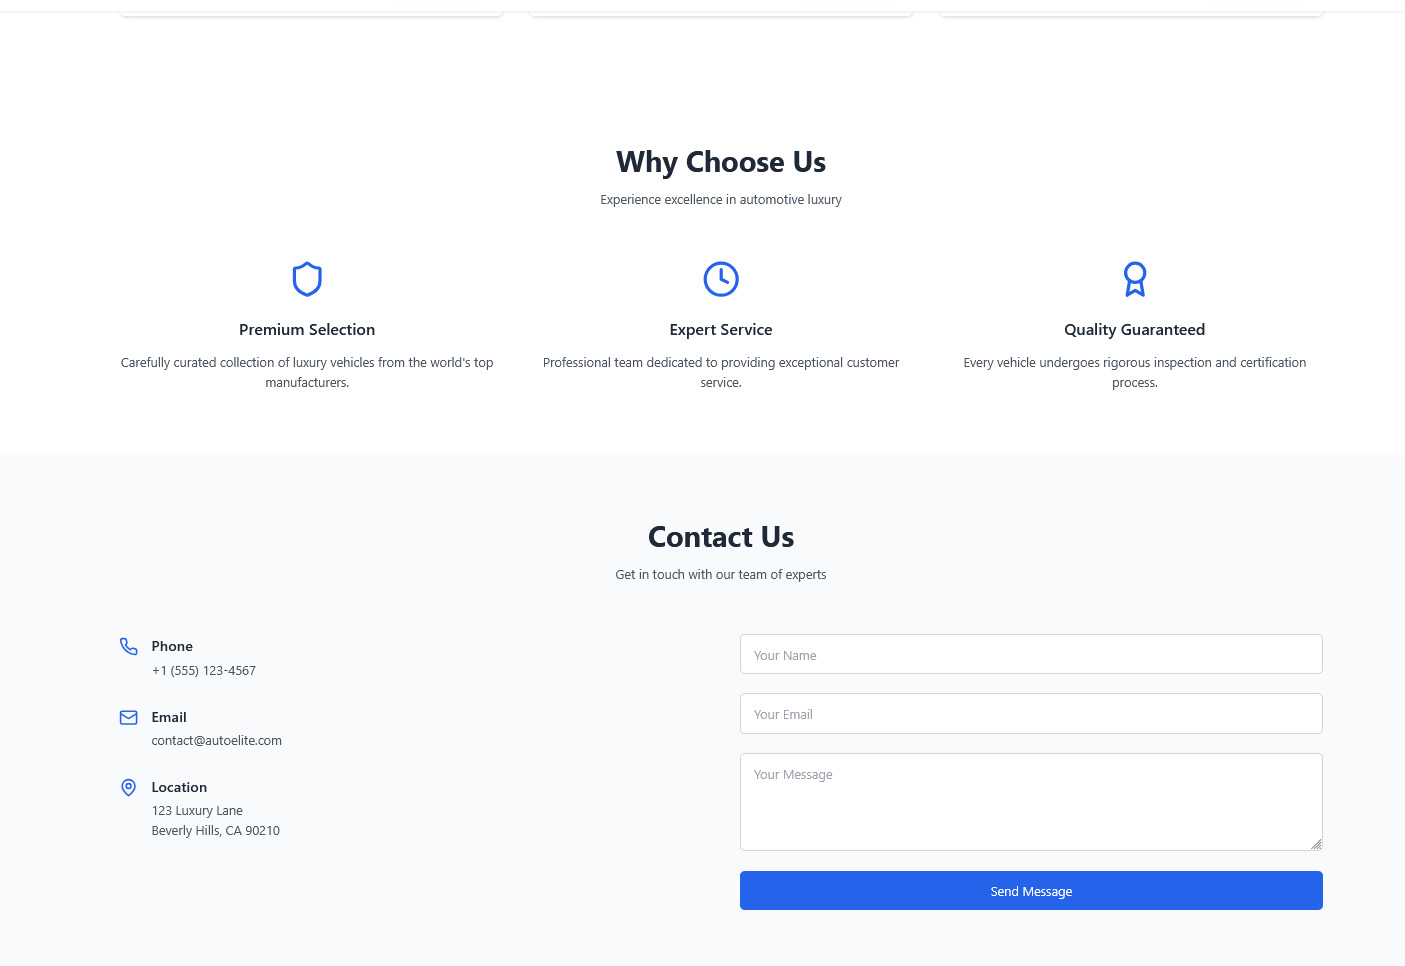 Why Choose Us
Experience excellence in automotive luxury
Premium Selection
Carefully curated collection of luxury vehicles from the world's top
manufacturers.
Expert Service
Professional team dedicated to providing exceptional customer
service.
Quality Guaranteed
Every vehicle undergoes rigorous inspection and certification
process.
Contact Us
Get in touch with our team of experts
Phone
+1 (555) 123-4567
Email
contact@autoelite.com
Location
123 Luxury Lane
Beverly Hills, CA 90210
Your Name
Your Email
Your Message
Send Message